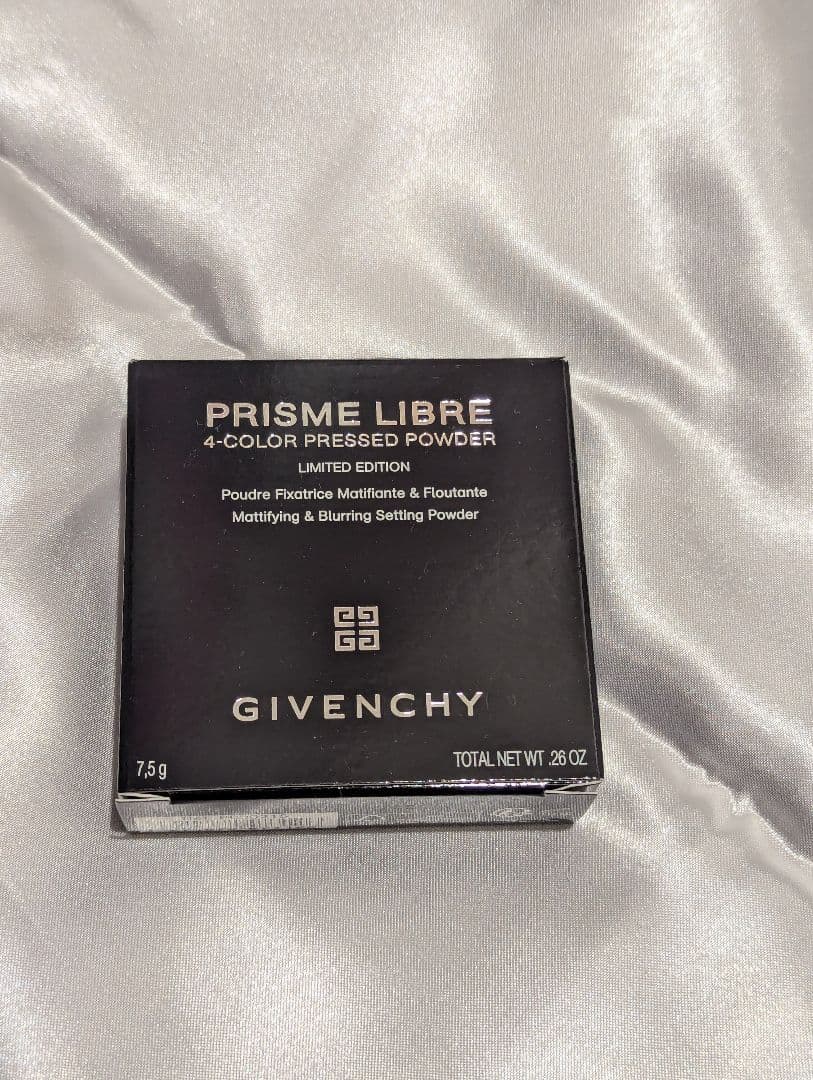 PRISME LIBRE
4-COLOR PRESSED POWDER
LIMITED EDITION
Poudre Fixatrice Matifiante & Floutante
Mattifying & Blurring Setting Powder
GIVENCHY
7,5 g
TOTAL NET WT .26 OZ